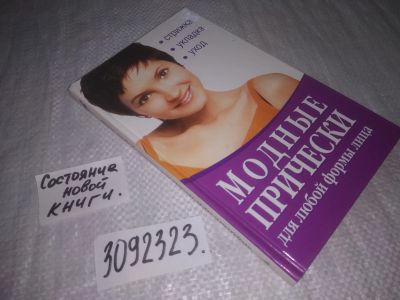 • стрижка
• укладка
• уход
МОДНЫЕ
ПРИЧЕСКИ
для любой формы лица
Состояние
новой
книги.
3092323.